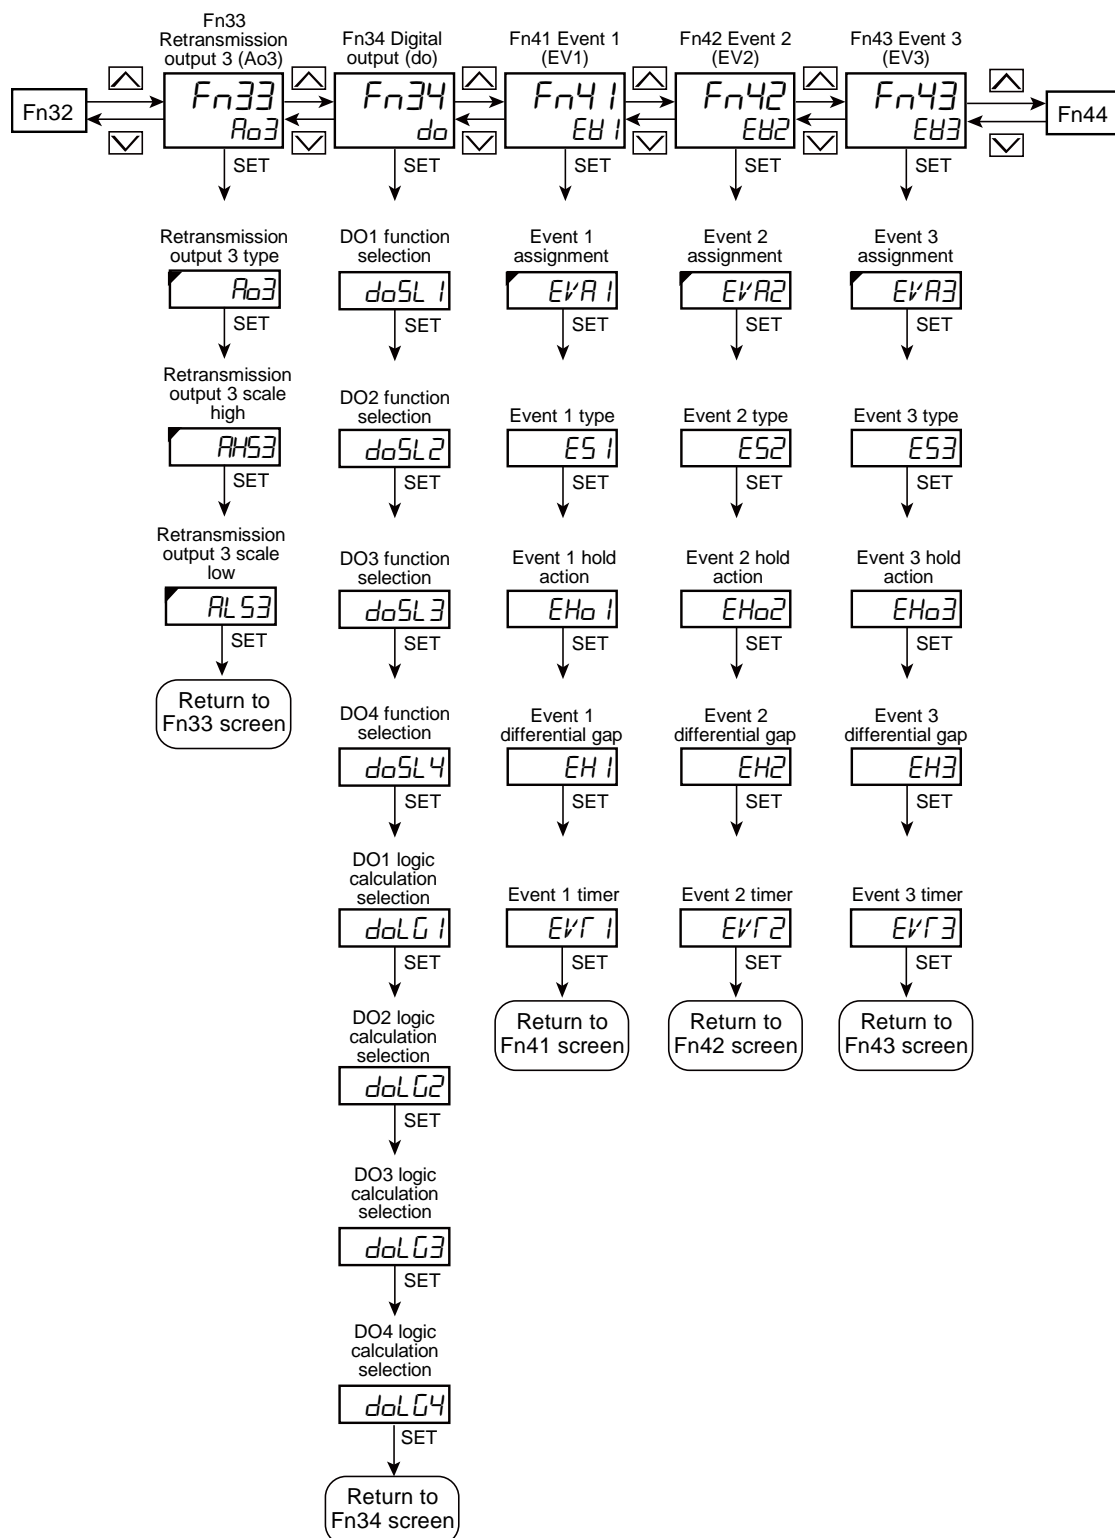 Fn33
Retransmission
output 3 (Ao3)
Fn34 Digital
output (do)
Fn41 Event 1
(EV1)
Fn42 Event 2
(EV2)
Fn43 Event 3
(EV3)
Fn32
Fn33
Ao3
Fn34
do
Fn41
EV1
Fn42
EV2
Fn43
EV3
Fn44
SET
SET
SET
SET
SET
Retransmission
output 3 type
Ao3
SET
Retransmission
output 3 scale
high
AHS3
SET
Retransmission
output 3 scale
low
ALS3
SET
Return to
Fn33 screen
DO1 function
selection
doSL1
SET
DO2 function
selection
doSL2
SET
DO3 function
selection
doSL3
SET
DO4 function
selection
doSL4
SET
DO1 logic
calculation
selection
doLG1
SET
DO2 logic
calculation
selection
doLG2
SET
DO3 logic
calculation
selection
doLG3
SET
DO4 logic
calculation
selection
doLG4
SET
Return to
Fn34 screen
Event 1
assignment
EVA1
SET
Event 1 type
ES1
SET
Event 1 hold
action
EHo1
SET
Event 1
differential gap
EH1
SET
Event 1 timer
EVT1
SET
Return to
Fn41 screen
Event 2
assignment
EVA2
SET
Event 2 type
ES2
SET
Event 2 hold
action
EHo2
SET
Event 2
differential gap
EH2
SET
Event 2 timer
EVT2
SET
Return to
Fn42 screen
Event 3
assignment
EVA3
SET
Event 3 type
ES3
SET
Event 3 hold
action
EHo3
SET
Event 3
differential gap
EH3
SET
Event 3 timer
EVT3
SET
Return to
Fn43 screen